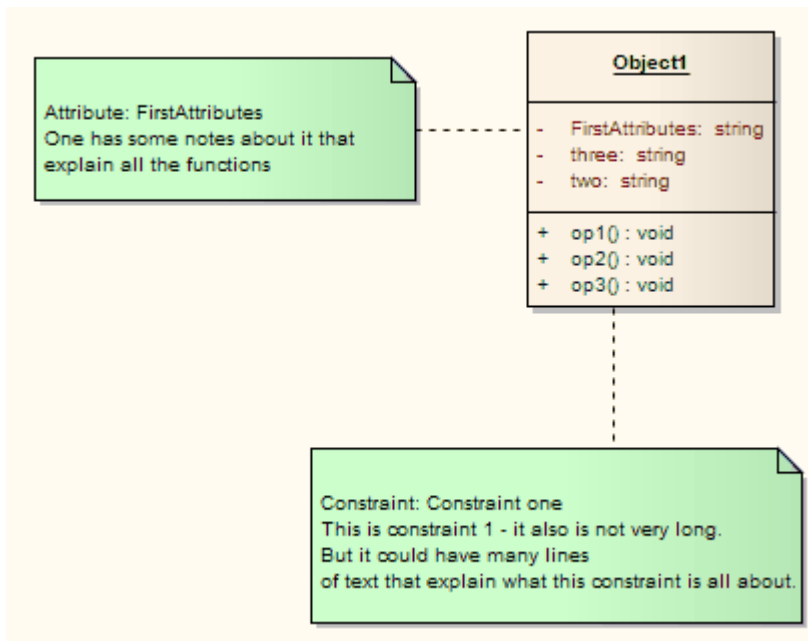 Object1
Attribute: FirstAttributes
One has some notes about it that
explain all the functions
- FirstAttributes: string
- three: string
- two: string
+ op1() : void
+ op2() : void
+ op3() : void
Constraint: Constraint one
This is constraint 1 - it also is not very long.
But it could have many lines
of text that explain what this constraint is all about.